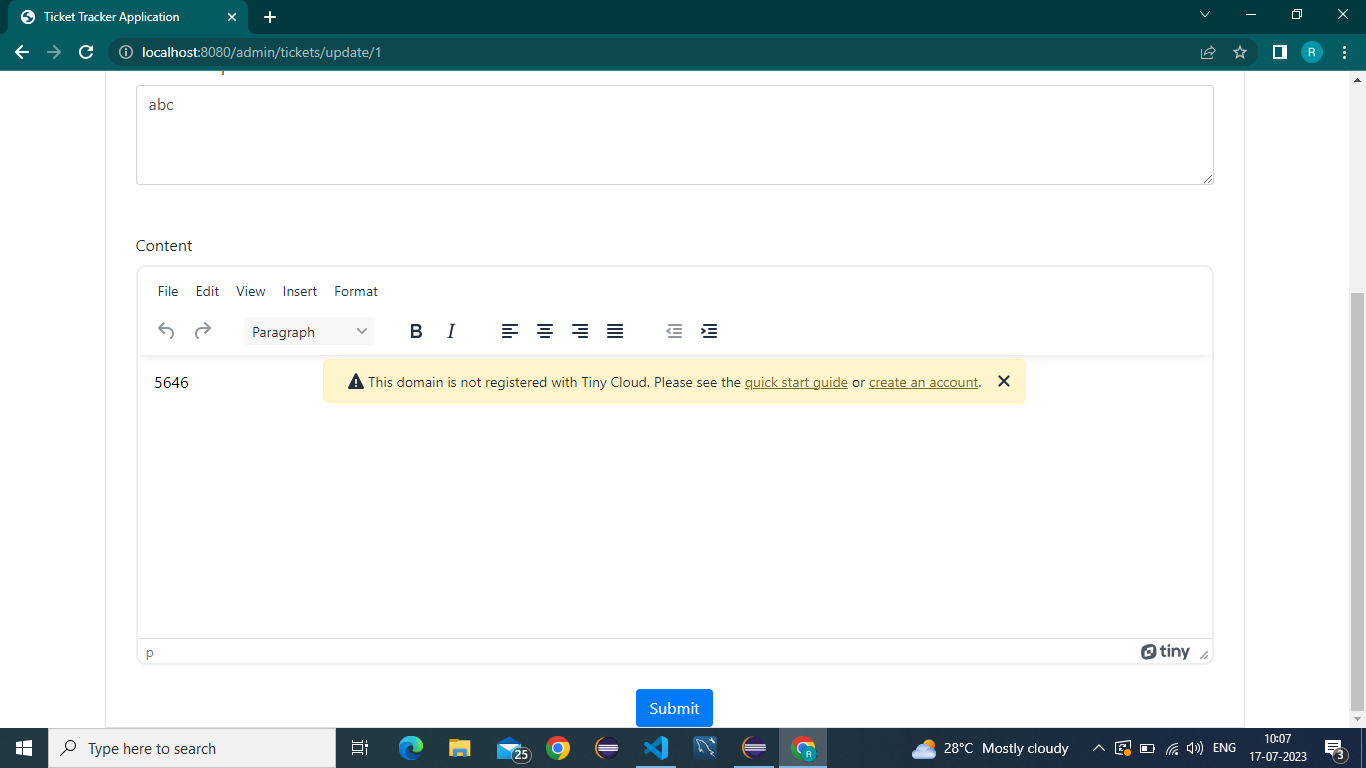 Ticket Tracker Application
localhost:8080/admin/tickets/update/1
R
abc
Content
File Edit View Insert Format
Paragraph B I
5646
This domain is not registered with Tiny Cloud. Please see the quick start guide or create an account.
p tiny
Submit
Type here to search
25
R
28°C Mostly cloudy
ENG
10:07
17-07-2023
3